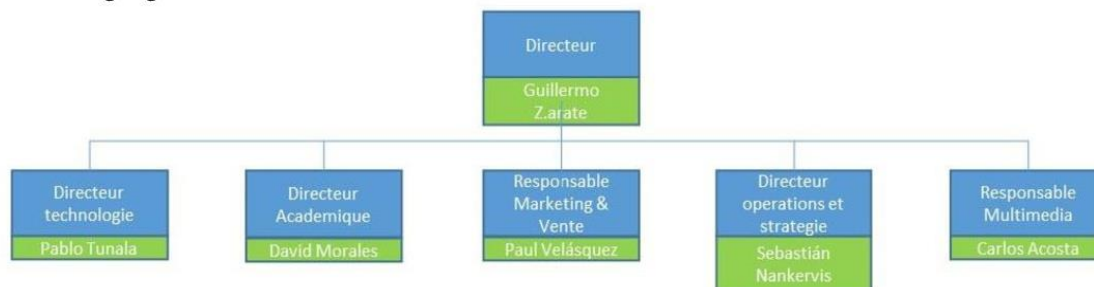 Directeur
Guillermo
Z.arate
Directeur
technologie
Pablo Tunala
Directeur
Academique
David Morales
Responsable
Marketing &
Vente
Paul Velásquez
Directeur
operations et
strategie
Sebastián
Nankervis
Responsable
Multimedia
Carlos Acosta